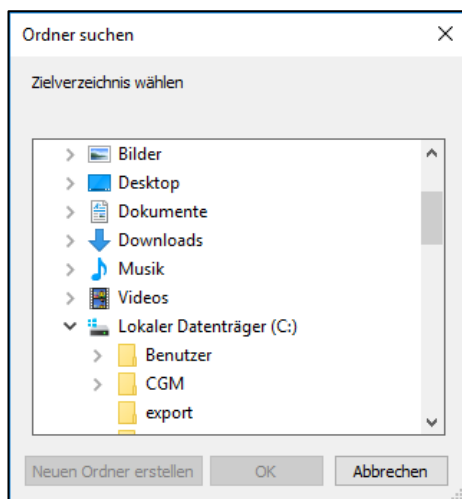 Ordner suchen
Zielverzeichnis wählen
Bilder
Desktop
Dokumente
Downloads
Musik
Videos
Lokaler Datenträger (C:)
Benutzer
CGM
export
Neuen Ordner erstellen OK Abbrechen